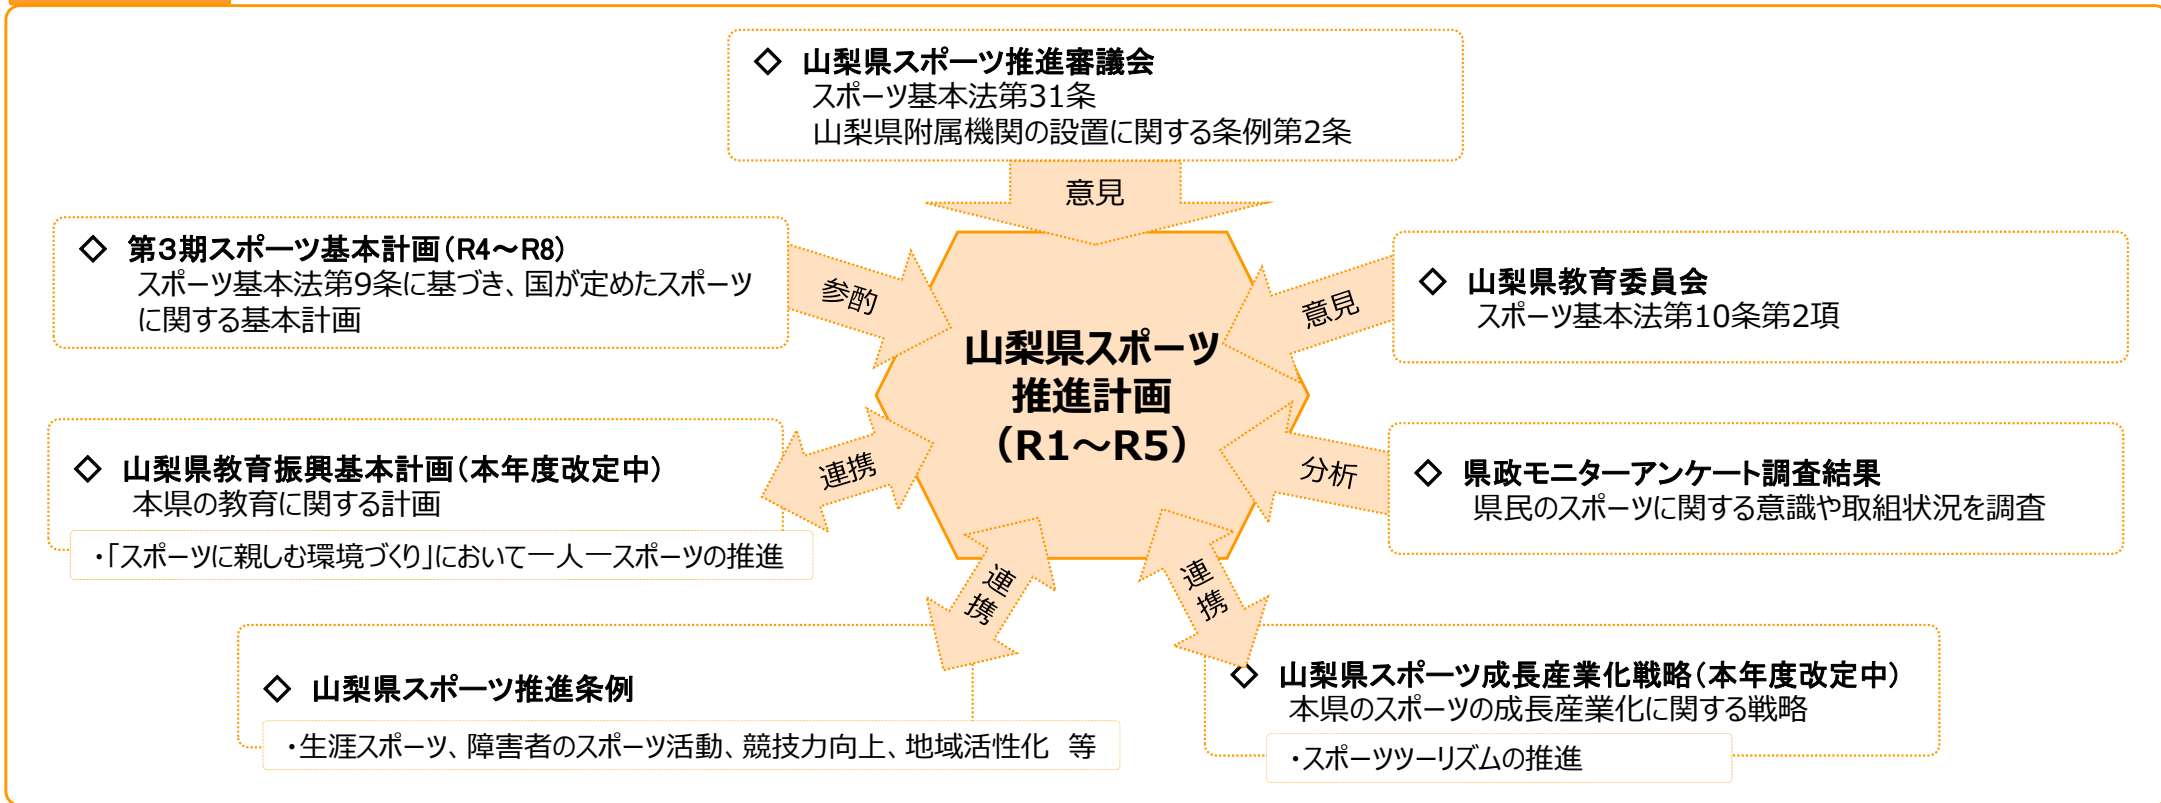 ◇ 山梨県スポーツ推進審議会
スポーツ基本法第31条
山梨県附属機関の設置に関する条例第2条
意見
◇ 第3期スポーツ基本計画(R4～R8)
スポーツ基本法第9条に基づき、国が定めたスポーツ
に関する基本計画
参酌
意見
◇ 山梨県教育委員会
スポーツ基本法第10条第2項
山梨県スポーツ
推進計画
（R1～R5）
◇ 山梨県教育振興基本計画(本年度改定中)
本県の教育に関する計画
・「スポーツに親しむ環境づくり」において一人一スポーツの推進
連携
分析
◇ 県政モニターアンケート調査結果
県民のスポーツに関する意識や取組状況を調査
連携
連携
◇ 山梨県スポーツ推進条例
・生涯スポーツ、障害者のスポーツ活動、競技力向上、地域活性化　等
◇ 山梨県スポーツ成長産業化戦略(本年度改定中)
本県のスポーツの成長産業化に関する戦略
・スポーツツーリズムの推進